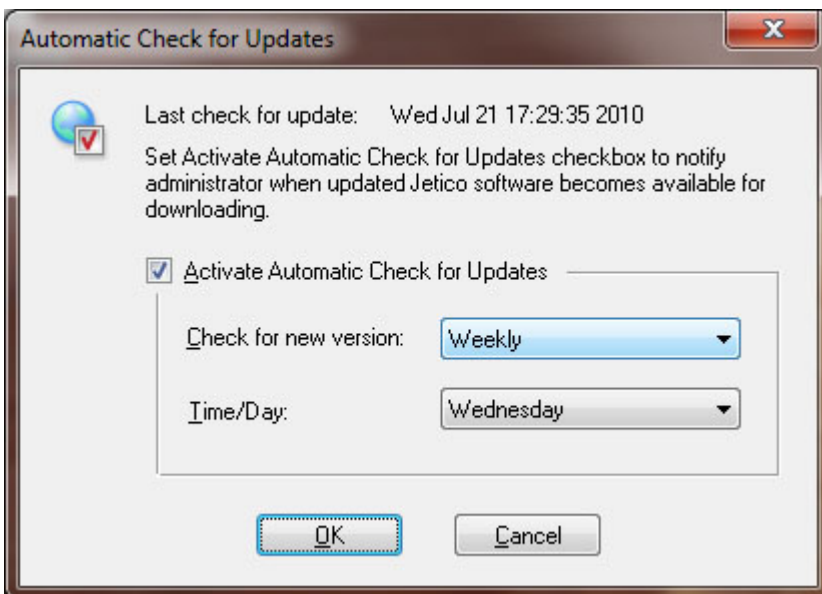 Automatic Check for Updates
Last check for update: Wed Jul 21 17:29:35 2010
Set Activate Automatic Check for Updates checkbox to notify
administrator when updated Jetico software becomes available for
downloading.
Activate Automatic Check for Updates
Check for new version: Weekly
Time/Day: Wednesday
OK Cancel